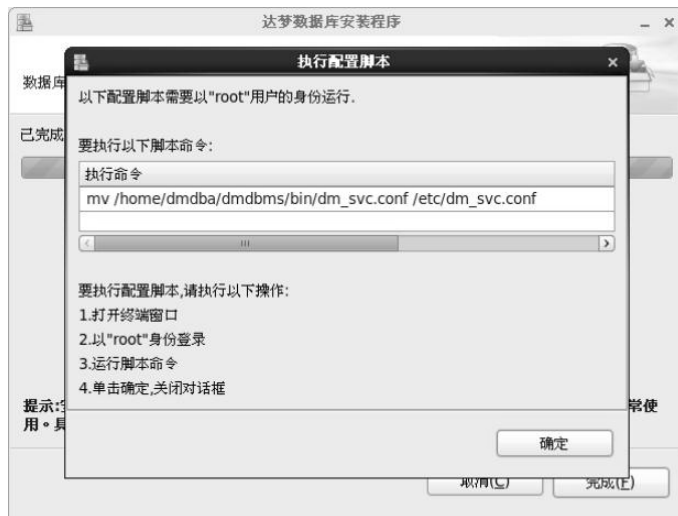 达梦数据库安装程序
执行配置脚本
数据库
以下配置脚本需要以"root"用户的身份运行.
已完成
要执行以下脚本命令:
执行命令
mv /home/dmdba/dmdbms/bin/dm_svc.conf /etc/dm_svc.conf
要执行配置脚本,请执行以下操作:
1.打开终端窗口
2.以"root"身份登录
3.运行脚本命令
4.单击确定,关闭对话框
提示: 常使
用。具
确定
取消(C) 完成(F)